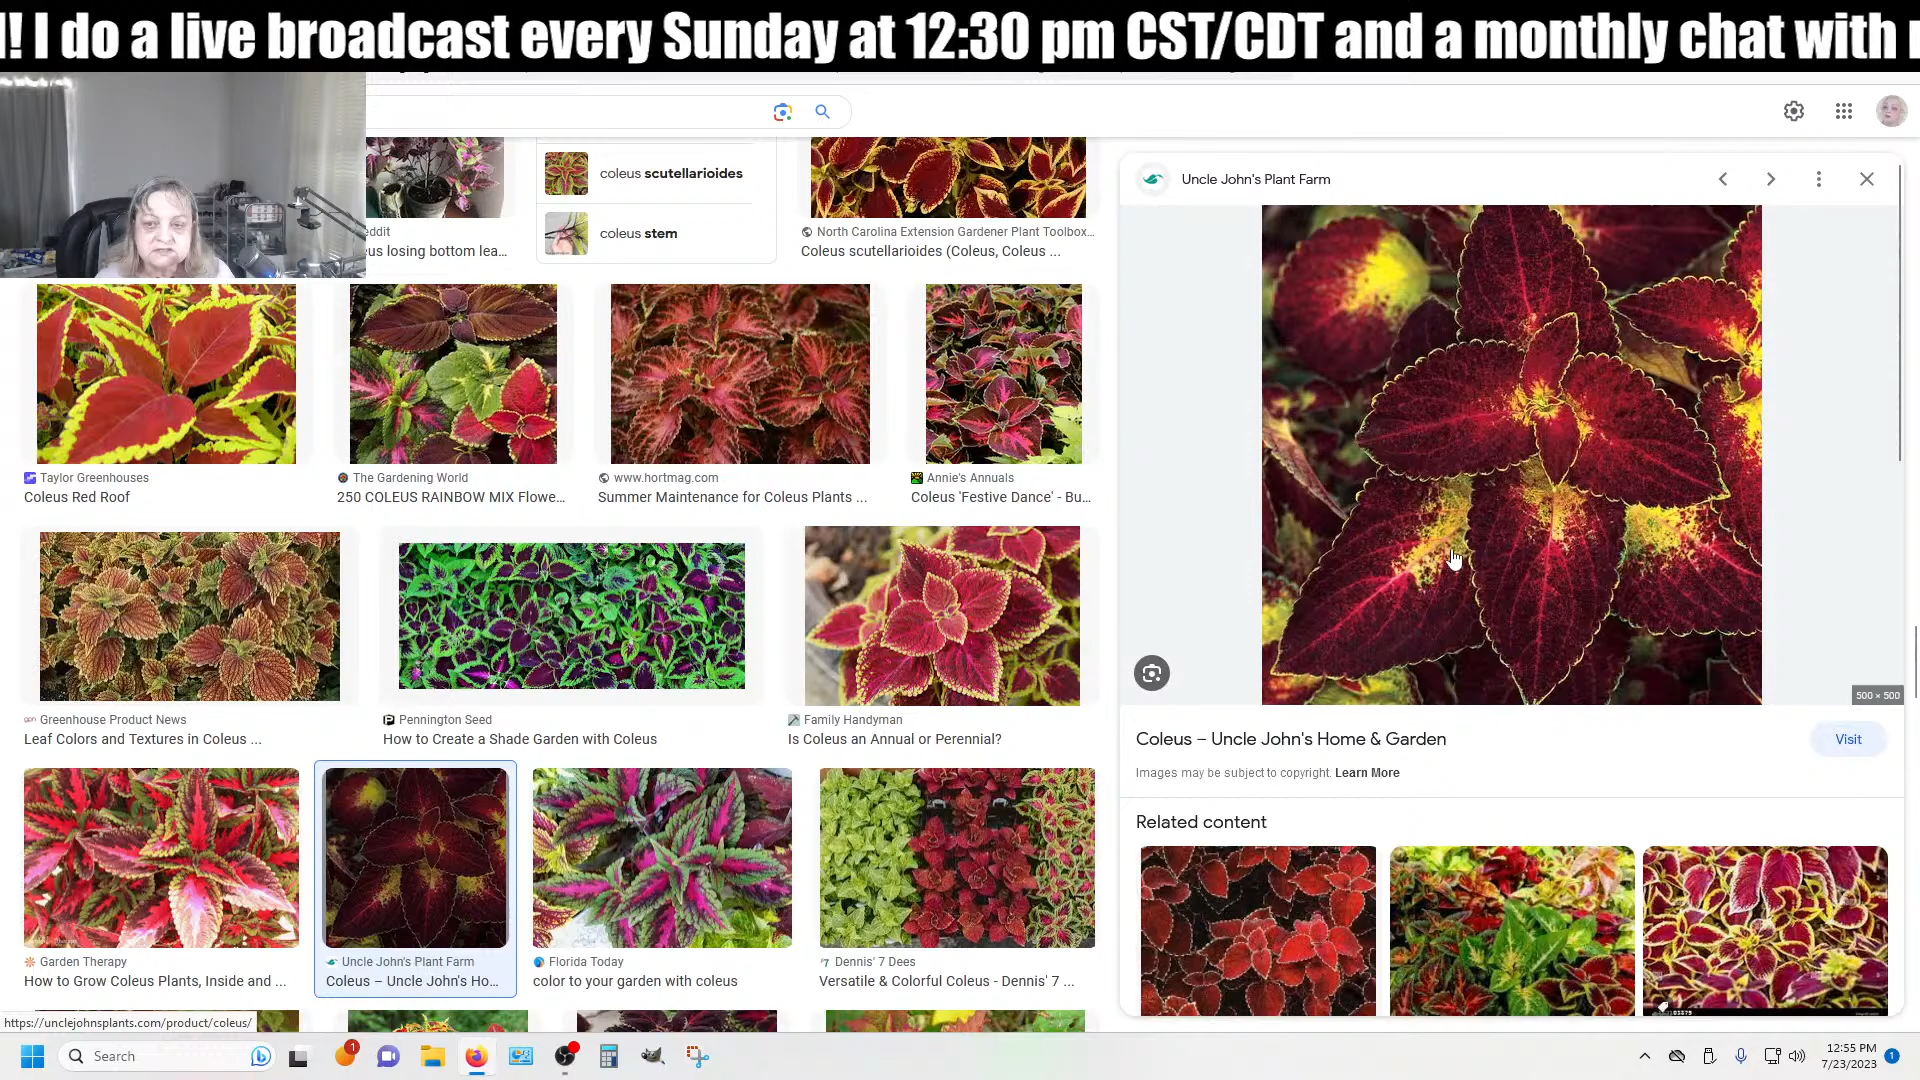 ! I do a live broadcast every Sunday at 12:30 pm CST/CDT and a monthly chat with
coleus scutellarioides
coleus stem
eddit
us losing bottom lea...
North Carolina Extension Gardener Plant Toolbox...
Coleus scutellarioides (Coleus, Coleus ...
Taylor Greenhouses
Coleus Red Roof
The Gardening World
250 COLEUS RAINBOW MIX Flowe...
www.hortmag.com
Summer Maintenance for Coleus Plants ...
Annie's Annuals
Coleus 'Festive Dance' - Bu...
Greenhouse Product News
Leaf Colors and Textures in Coleus ...
Pennington Seed
How to Create a Shade Garden with Coleus
Family Handyman
Is Coleus an Annual or Perennial?
Garden Therapy
How to Grow Coleus Plants, Inside and ...
Uncle John's Plant Farm
Coleus – Uncle John's Ho...
Florida Today
color to your garden with coleus
Dennis' 7 Dees
Versatile & Colorful Coleus - Dennis' 7 ...
Uncle John's Plant Farm
500 × 500
Coleus – Uncle John's Home & Garden
Visit
Images may be subject to copyright. Learn More
Related content
https://unclejohnsplants.com/product/coleus/
Search
1
12:55 PM
7/23/2023
1